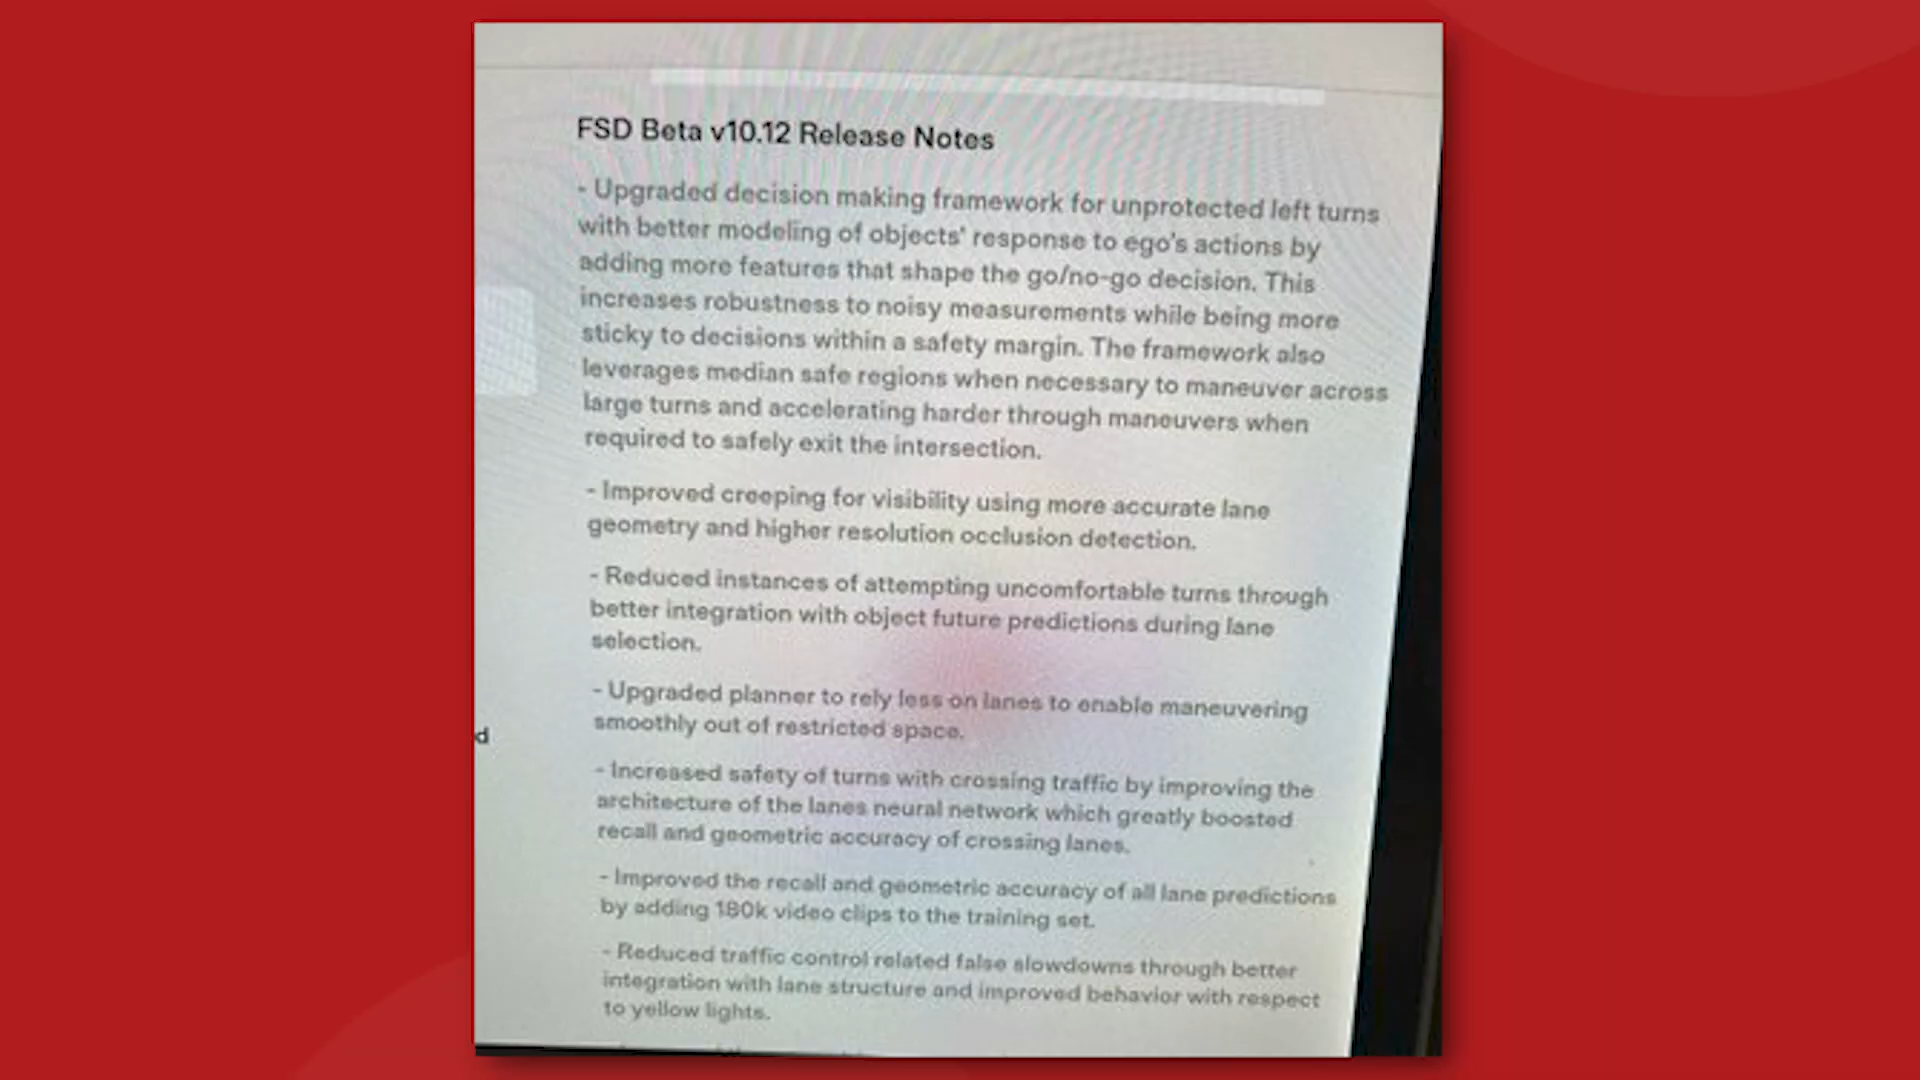 FSD Beta v10.12 Release Notes
- Upgraded decision making framework for unprotected left turns
with better modeling of objects' response to ego's actions by
adding more features that shape the go/no-go decision. This
increases robustness to noisy measurements while being more
sticky to decisions within a safety margin. The framework also
leverages median safe regions when necessary to maneuver across
large turns and accelerating harder through maneuvers when
required to safely exit the intersection.
- Improved creeping for visibility using more accurate lane
geometry and higher resolution occlusion detection.
- Reduced instances of attempting uncomfortable turns through
better integration with object future predictions during lane
selection.
- Upgraded planner to rely less on lanes to enable maneuvering
smoothly out of restricted space.
d
- Increased safety of turns with crossing traffic by improving the
architecture of the lanes neural network which greatly boosted
recall and geometric accuracy of crossing lanes.
- Improved the recall and geometric accuracy of all lane predictions
by adding 180k video clips to the training set.
- Reduced traffic control related false slowdowns through better
integration with lane structure and improved behavior with respect
to yellow lights.